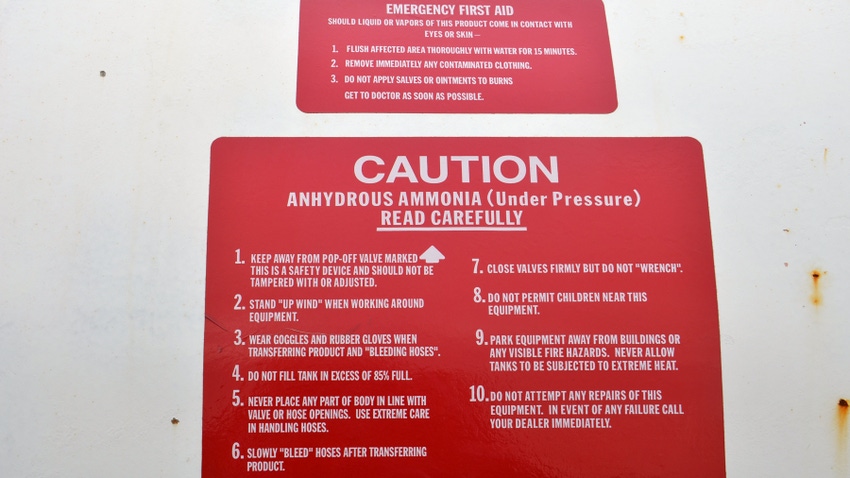 EMERGENCY FIRST AID
SHOULD LIQUID OR VAPORS OF THIS PRODUCT COME IN CONTACT WITH
EYES OR SKIN —
1. FLUSH AFFECTED AREA THOROUGHLY WITH WATER FOR 15 MINUTES.
2. REMOVE IMMEDIATELY ANY CONTAMINATED CLOTHING.
3. DO NOT APPLY SALVES OR OINTMENTS TO BURNS
GET TO DOCTOR AS SOON AS POSSIBLE.
CAUTION
ANHYDROUS AMMONIA (Under Pressure)
READ CAREFULLY
1. KEEP AWAY FROM POP-OFF VALVE MARKED
THIS IS A SAFETY DEVICE AND SHOULD NOT BE
TAMPERED WITH OR ADJUSTED.
2. STAND "UP WIND" WHEN WORKING AROUND
EQUIPMENT.
3. WEAR GOGGLES AND RUBBER GLOVES WHEN
TRANSFERRING PRODUCT AND "BLEEDING HOSES".
4. DO NOT FILL TANK IN EXCESS OF 85% FULL.
5. NEVER PLACE ANY PART OF BODY IN LINE WITH
VALVE OR HOSE OPENINGS. USE EXTREME CARE
IN HANDLING HOSES.
6. SLOWLY "BLEED" HOSES AFTER TRANSFERRING
PRODUCT.
7. CLOSE VALVES FIRMLY BUT DO NOT "WRENCH".
8. DO NOT PERMIT CHILDREN NEAR THIS
EQUIPMENT.
9. PARK EQUIPMENT AWAY FROM BUILDINGS OR
ANY VISIBLE FIRE HAZARDS. NEVER ALLOW
TANKS TO BE SUBJECTED TO EXTREME HEAT.
10. DO NOT ATTEMPT ANY REPAIRS OF THIS
EQUIPMENT. IN EVENT OF ANY FAILURE CALL
YOUR DEALER IMMEDIATELY.